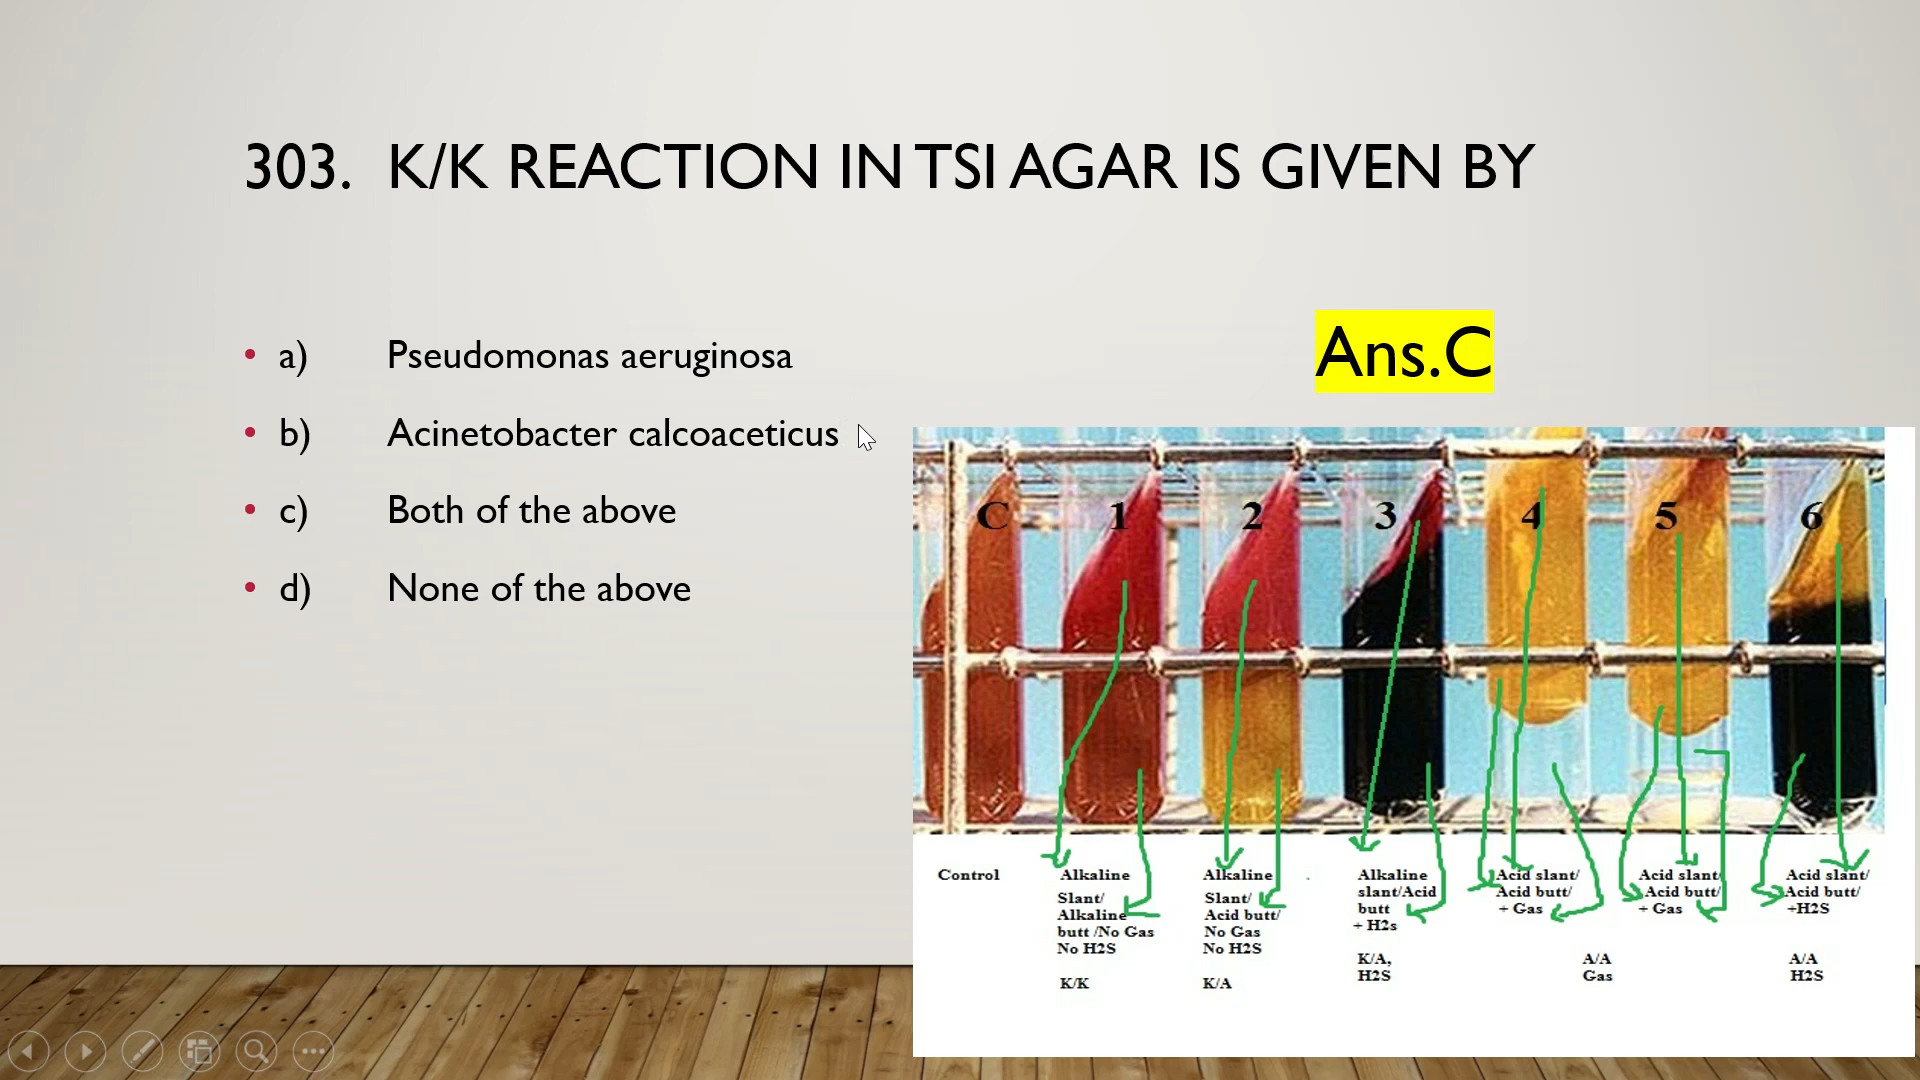 303. K/K REACTION IN TSI AGAR IS GIVEN BY
• a) Pseudomonas aeruginosa
• b) Acinetobacter calcoaceticus
• c) Both of the above
• d) None of the above
Ans.C
C 1 2 3 4 5 6
Control
Alkaline
Slant/
Alkaline
butt /No Gas
No H2S
K/K
Alkaline
Slant/
Acid butt/
No Gas
No H2S
K/A
Alkaline
slant/Acid
butt
+ H2s
K/A,
H2S
Acid slant/
Acid butt/
+ Gas
Acid slant/
Acid butt/
+ Gas
A/A
Gas
Acid slant/
Acid butt/
+H2S
A/A
H2S